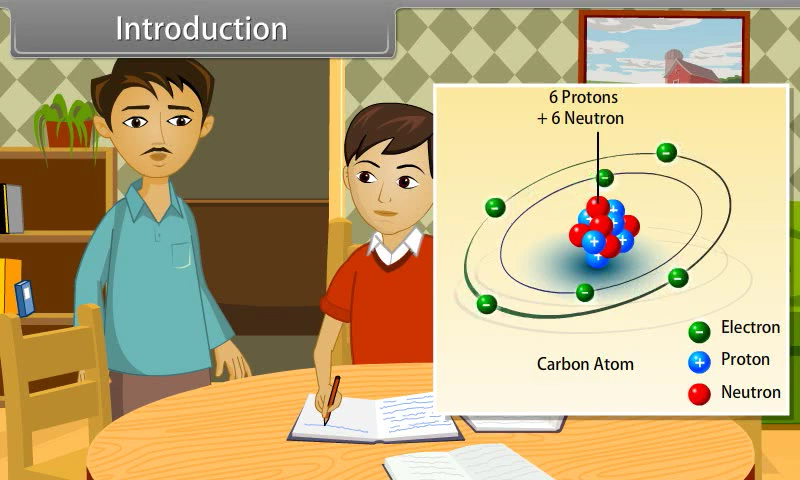 Introduction
6 Protons
+ 6 Neutron
Electron
Proton
Carbon Atom
Neutron